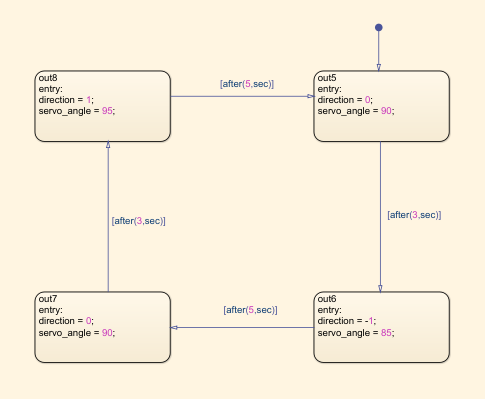 out8
entry:
direction = 1;
servo_angle = 95;
[after(5,sec)]
out5
entry:
direction = 0;
servo_angle = 90;
[after(3,sec)]
[after(3,sec)]
out7
entry:
direction = 0;
servo_angle = 90;
[after(5,sec)]
out6
entry:
direction = -1;
servo_angle = 85;